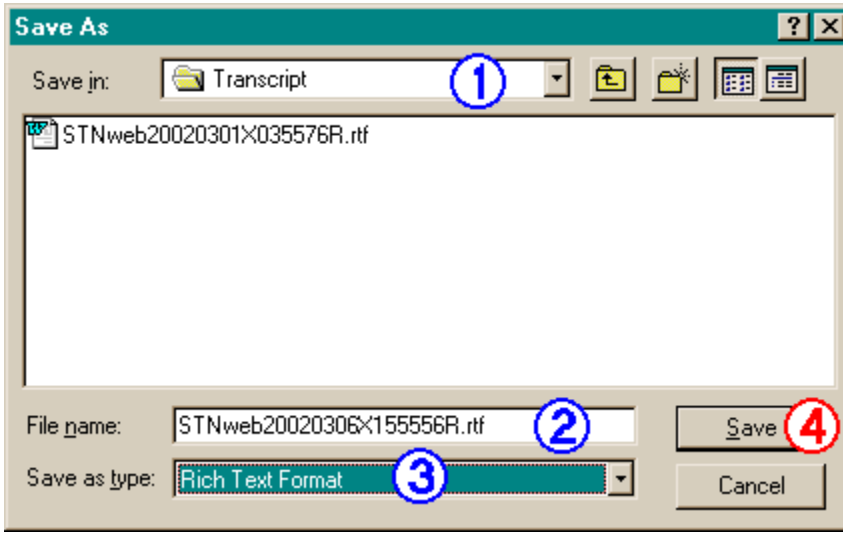 Save As
Save in: Transcript 1
STNweb20020301X035576R.rtf
File name: STNweb20020306X155556R.rtf 2 Save 4
Save as type: Rich Text Format 3 Cancel